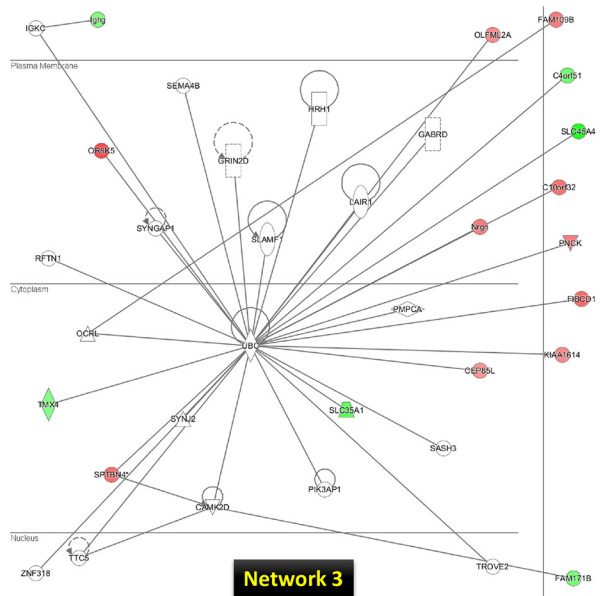 IGKC
Ighg
FAM109B
OLFML2A
Plasma Membrane
C4orf51
SEMA4B
HRH1
GABRD
SLC45A4
OR8K5
GRIN2D
C10orf32
LAIR1
SYNGAP1
SLAMF1
Nrgn
PNCK
RFTN1
Cytoplasm
FIBCD1
PMPCA
OCRL
UBC
KIAA1614
CEP85L
TMX4
SYNJ2
SLC35A1
SASH3
SPTBN4*
PIK3AP1
CAMK2D
Nucleus
TTC5
TROVE2
ZNF318
FAM171B
Network 3